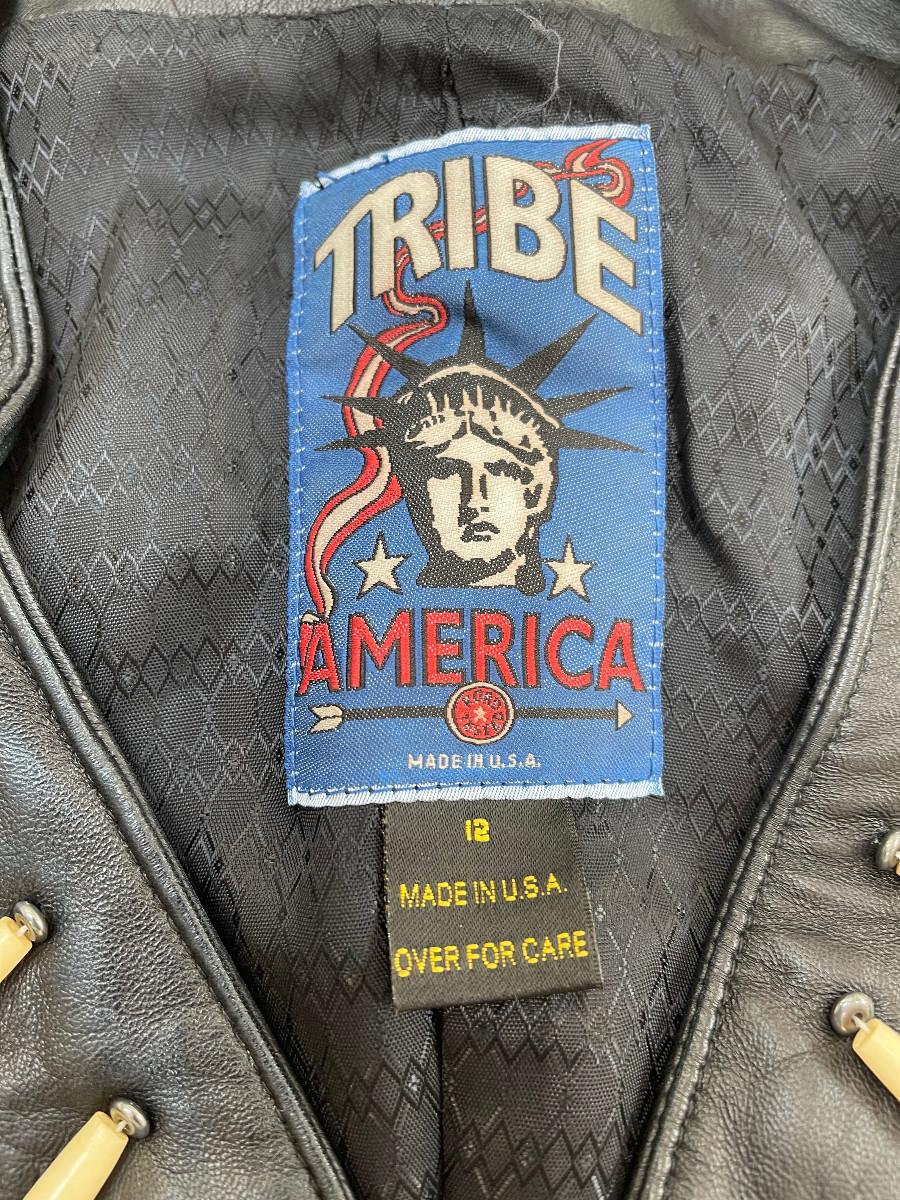 TRIBE
AMERICA
MADE IN U.S.A.
12
MADE IN U.S.A.
OVER FOR CARE